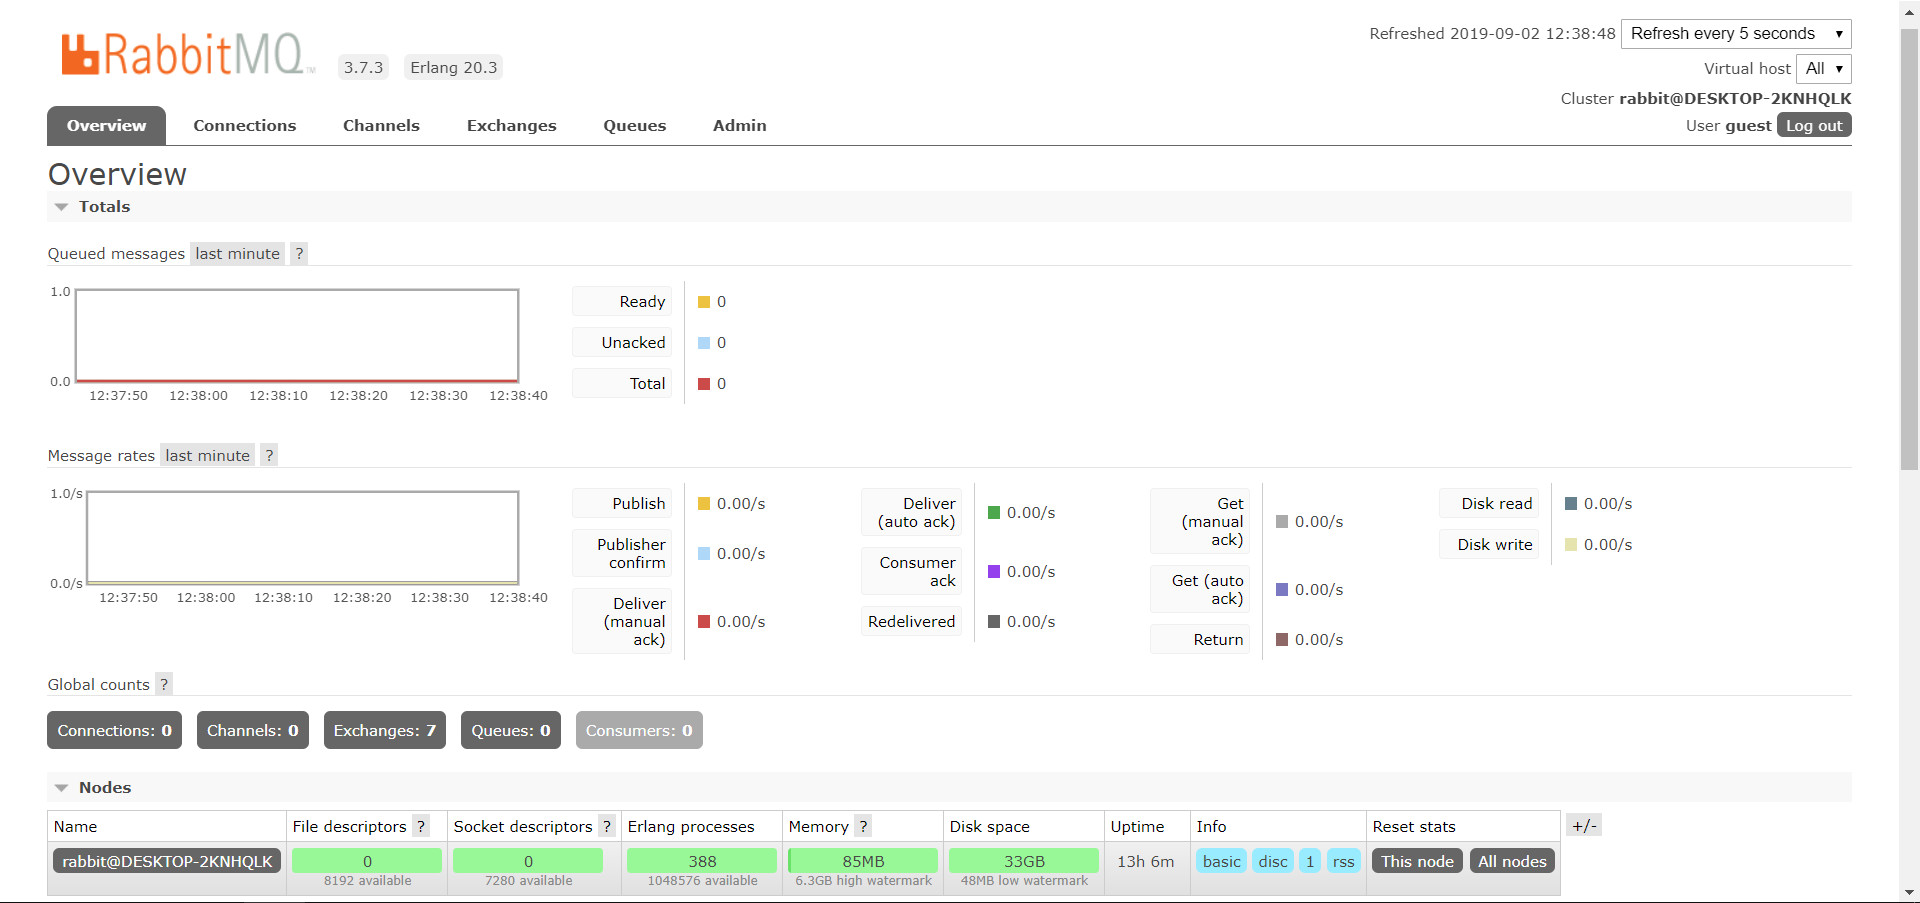 RabbitMQ™ 3.7.3 Erlang 20.3
Refreshed 2019-09-02 12:38:48 Refresh every 5 seconds
Virtual host All
Cluster rabbit@DESKTOP-2KNHQLK
User guest Log out
Overview Connections Channels Exchanges Queues Admin
Overview
Totals
Queued messages last minute ?
1.0
0.0
12:37:50 12:38:00 12:38:10 12:38:20 12:38:30 12:38:40
Ready 0
Unacked 0
Total 0
Message rates last minute ?
1.0/s
0.0/s
12:37:50 12:38:00 12:38:10 12:38:20 12:38:30 12:38:40
Publish 0.00/s
Publisher
confirm 0.00/s
Deliver
(manual
ack) 0.00/s
Deliver
(auto ack) 0.00/s
Consumer
ack 0.00/s
Redelivered 0.00/s
Get
(manual
ack) 0.00/s
Get (auto
ack) 0.00/s
Return 0.00/s
Disk read 0.00/s
Disk write 0.00/s
Global counts ?
Connections: 0 Channels: 0 Exchanges: 7 Queues: 0 Consumers: 0
Nodes
Name File descriptors ? Socket descriptors ? Erlang processes Memory ? Disk space Uptime Info Reset stats +/-
rabbit@DESKTOP-2KNHQLK 0 0 388 85MB 33GB 13h 6m basic disc 1 rss This node All nodes
8192 available 7280 available 1048576 available 6.3GB high watermark 48MB low watermark